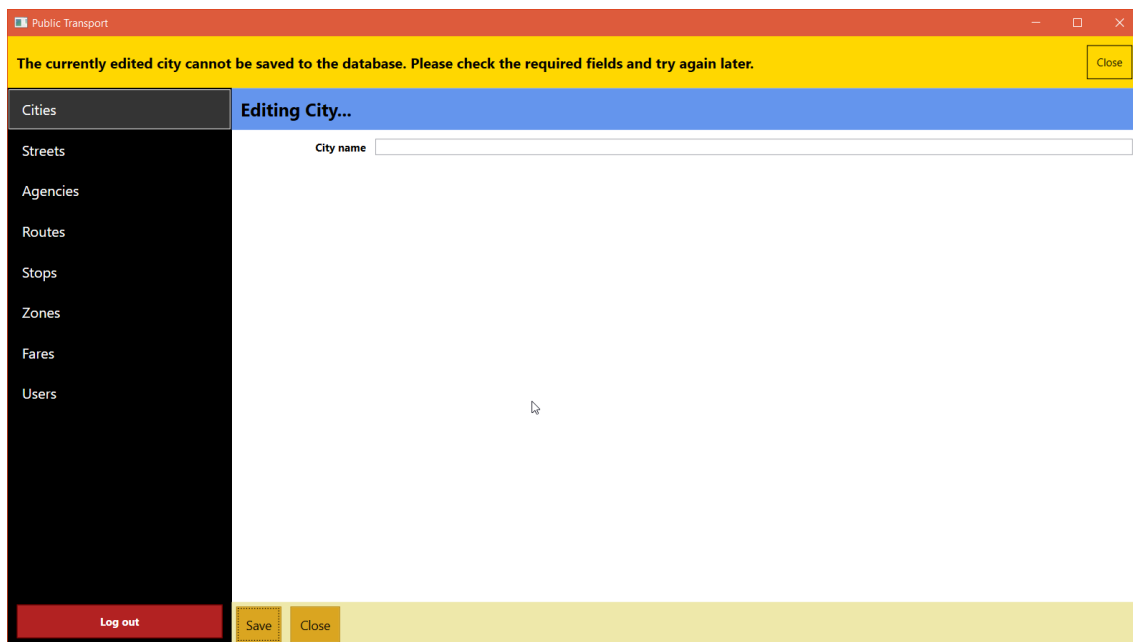 Public Transport
The currently edited city cannot be saved to the database. Please check the required fields and try again later.
Close
Cities
Editing City...
Streets
City name
Agencies
Routes
Stops
Zones
Fares
Users
Log out
Save
Close